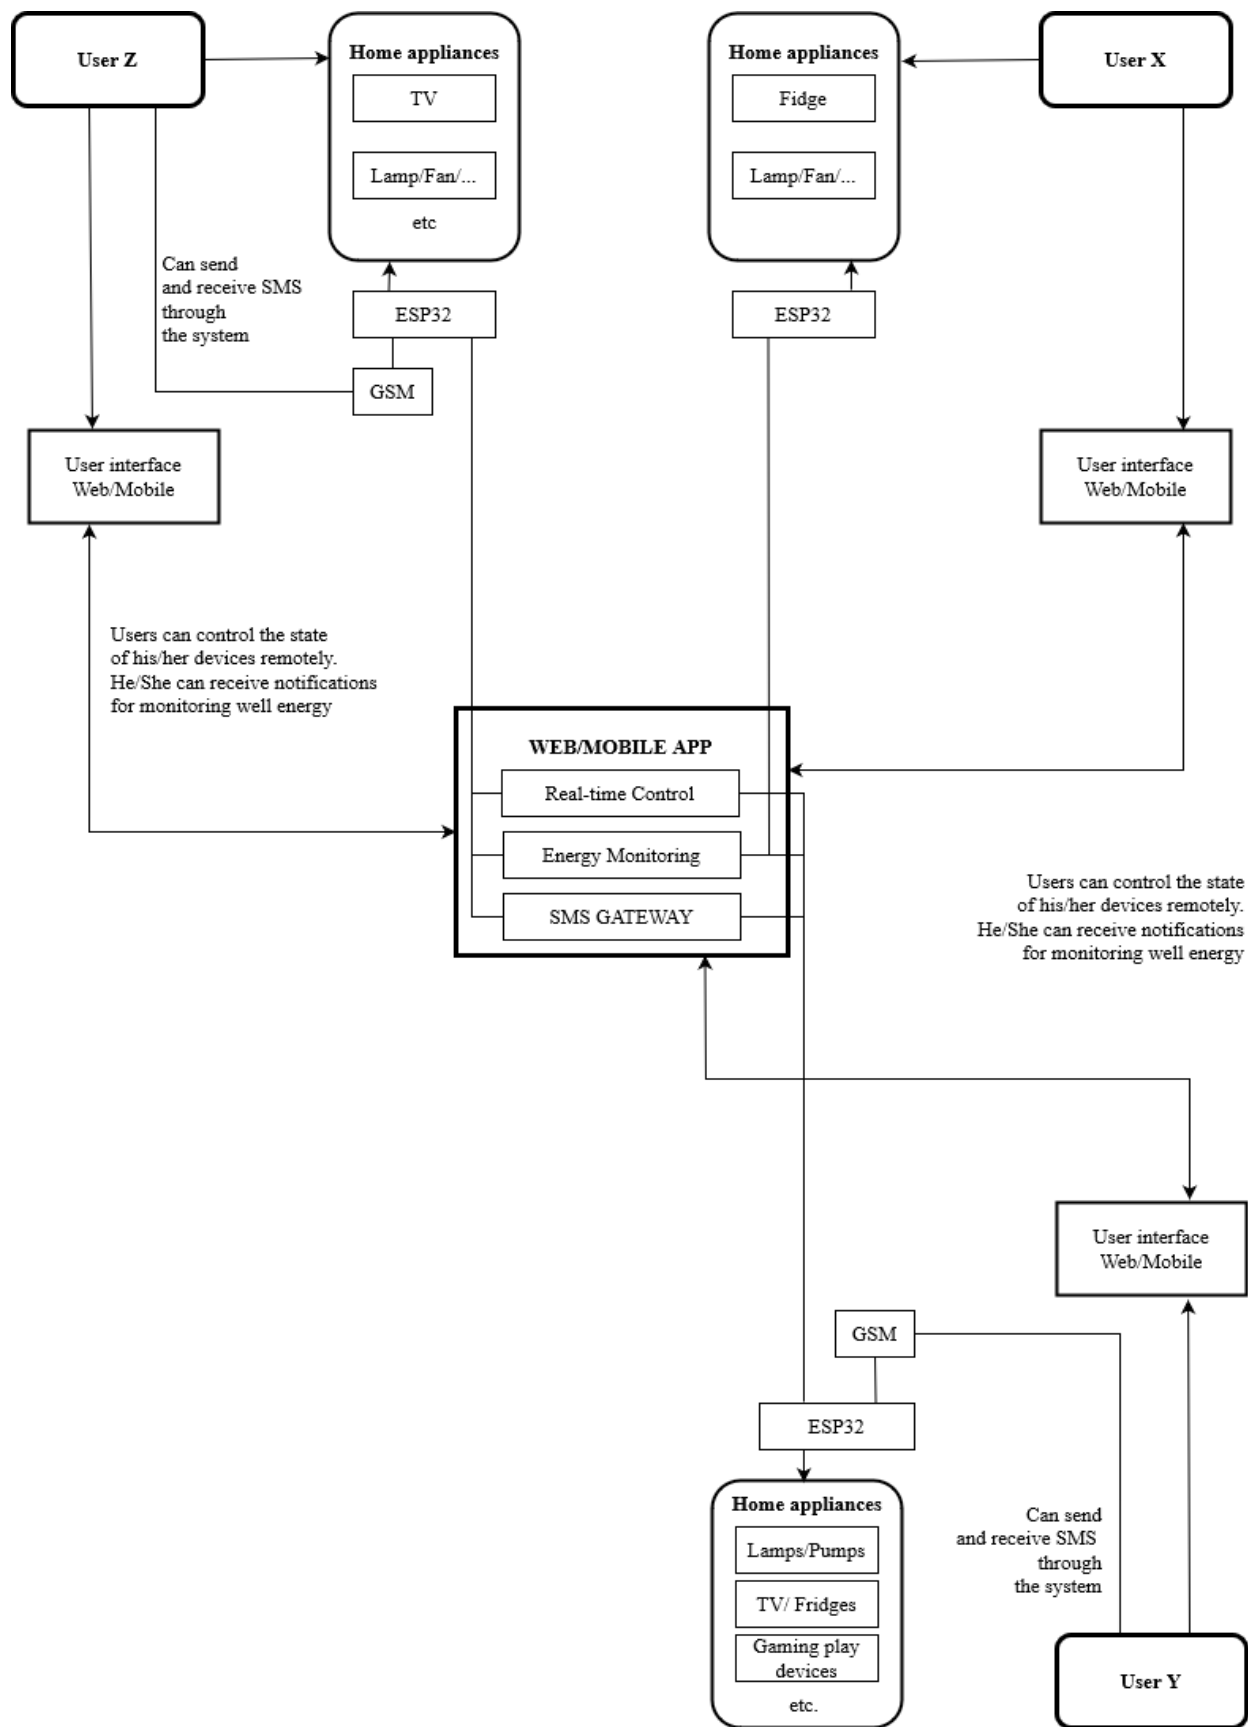 User Z
Home appliances
TV
Lamp/Fan/...
etc
Home appliances
Fidge
Lamp/Fan/...
User X
Can send
and receive SMS
through
the system
ESP32
GSM
ESP32
User interface
Web/Mobile
User interface
Web/Mobile
Users can control the state
of his/her devices remotely.
He/She can receive notifications
for monitoring well energy
WEB/MOBILE APP
Real-time Control
Energy Monitoring
SMS GATEWAY
Users can control the state
of his/her devices remotely.
He/She can receive notifications
for monitoring well energy
User interface
Web/Mobile
GSM
ESP32
Home appliances
Lamps/Pumps
TV/ Fridges
Gaming play
devices
etc.
Can send
and receive SMS
through
the system
User Y